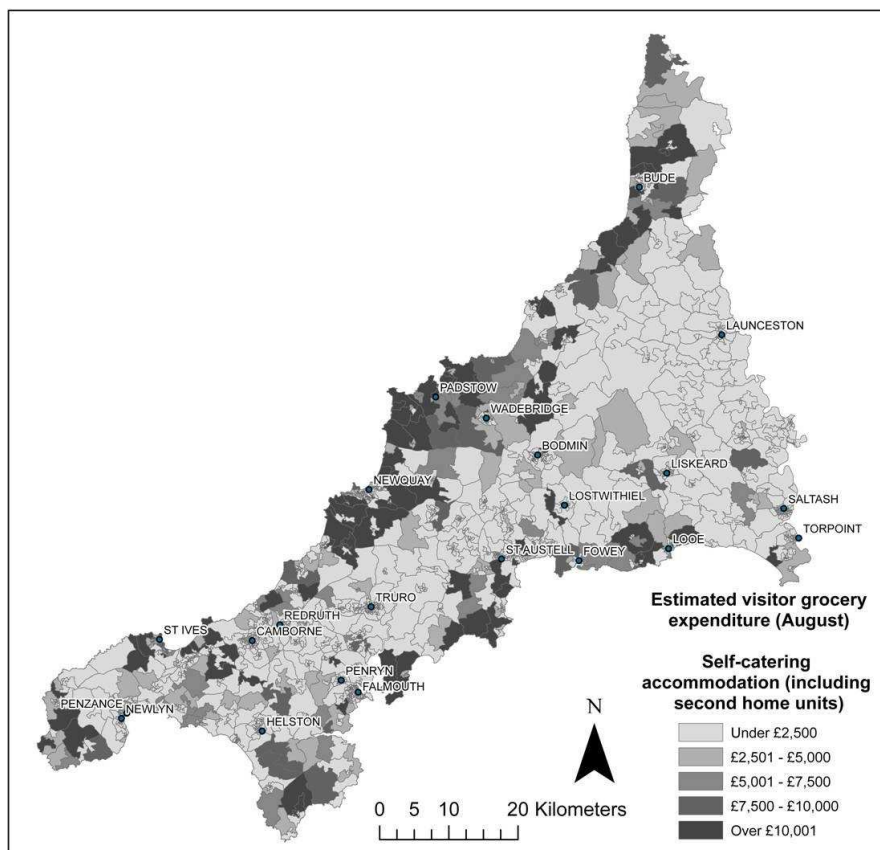 BUDE
LAUNCESTON
PADSTOW
WADEBRIDGE
BODMIN
LISKEARD
NEWQUAY
LOSTWITHIEL
SALTASH
TORPOINT
ST AUSTELL
FOWEY
LOOE
TRURO
ST IVES
REDRUTH
CAMBORNE
PENRYN
FALMOUTH
PENZANCE
NEWLYN
HELSTON
Estimated visitor grocery
expenditure (August)
Self-catering
accommodation (including
second home units)
Under £2,500
£2,501 - £5,000
£5,001 - £7,500
£7,500 - £10,000
Over £10,001
N
0 5 10 20 Kilometers